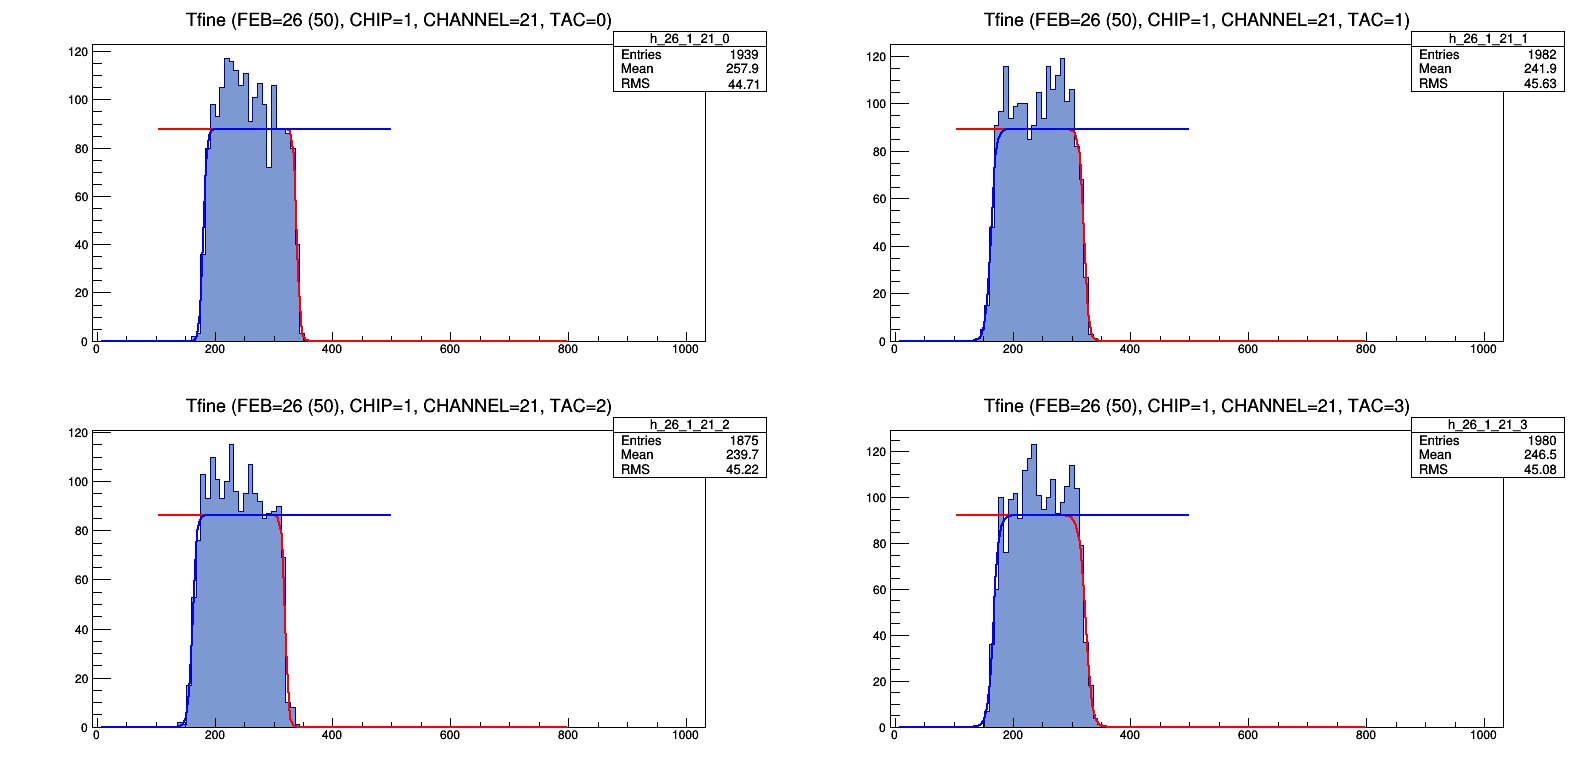 Tfine (FEB=26 (50), CHIP=1, CHANNEL=21, TAC=0)
h_26_1_21_0
Entries 1939
Mean 257.9
RMS 44.71
120
100
80
60
40
20
0
0 200 400 600 800 1000
Tfine (FEB=26 (50), CHIP=1, CHANNEL=21, TAC=1)
h_26_1_21_1
Entries 1982
Mean 241.9
RMS 45.63
120
100
80
60
40
20
0
0 200 400 600 800 1000
Tfine (FEB=26 (50), CHIP=1, CHANNEL=21, TAC=2)
h_26_1_21_2
Entries 1875
Mean 239.7
RMS 45.22
120
100
80
60
40
20
0
0 200 400 600 800 1000
Tfine (FEB=26 (50), CHIP=1, CHANNEL=21, TAC=3)
h_26_1_21_3
Entries 1980
Mean 246.5
RMS 45.08
120
100
80
60
40
20
0
0 200 400 600 800 1000